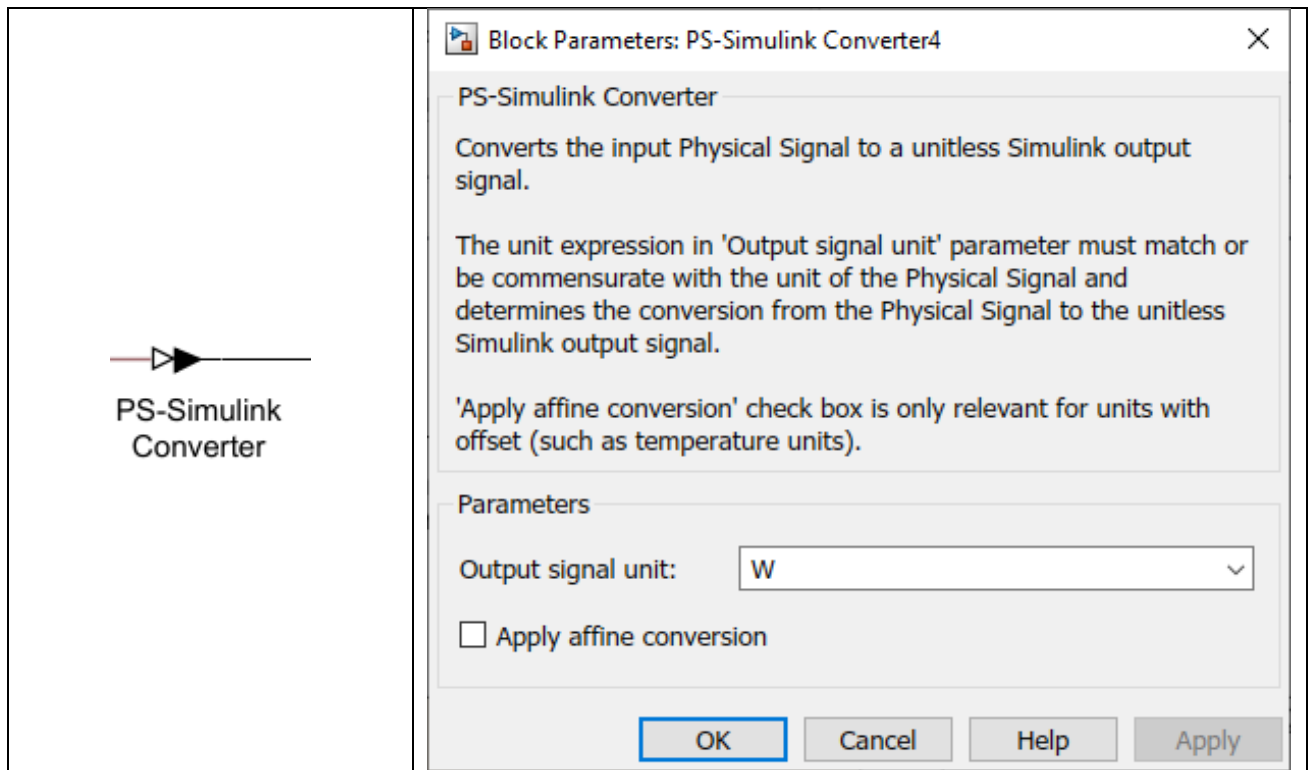 PS-Simulink
Converter
Block Parameters: PS-Simulink Converter4
PS-Simulink Converter
Converts the input Physical Signal to a unitless Simulink output
signal.
The unit expression in 'Output signal unit' parameter must match or
be commensurate with the unit of the Physical Signal and
determines the conversion from the Physical Signal to the unitless
Simulink output signal.
'Apply affine conversion' check box is only relevant for units with
offset (such as temperature units).
Parameters
Output signal unit: W
Apply affine conversion
OK Cancel Help Apply